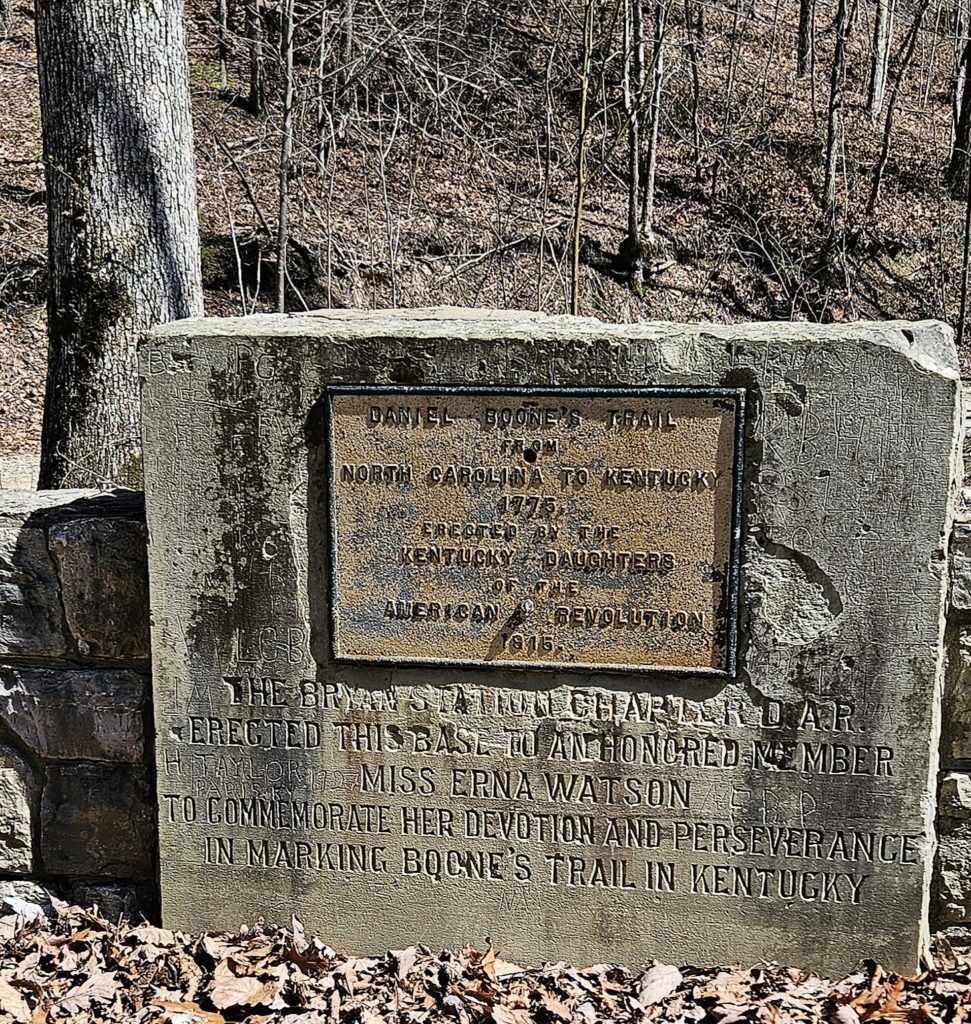 DANIEL BOONE'S TRAIL
FROM
NORTH CAROLINA TO KENTUCKY
1775.
ERECTED BY THE
KENTUCKY DAUGHTERS
OF THE
AMERICAN REVOLUTION
1915.
LGB
THE BRYAN STATION CHAPTER D.A.R.
ERECTED THIS BASE TO AN HONORED MEMBER
H TAYLOR
MISS ERNA WATSON
TO COMMEMORATE HER DEVOTION AND PERSEVERANCE
IN MARKING BOONE'S TRAIL IN KENTUCKY